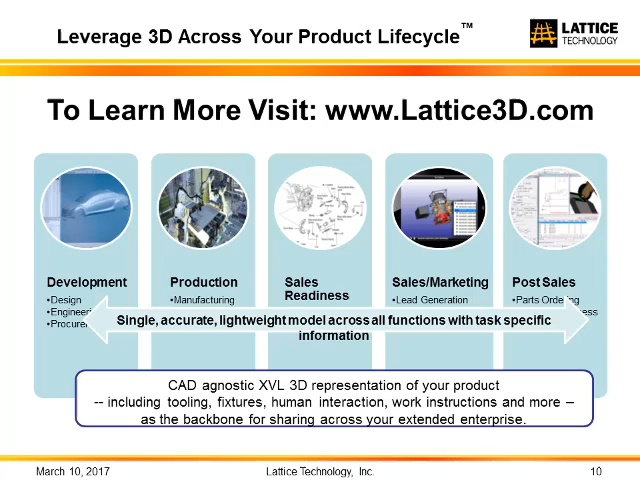 Leverage 3D Across Your Product Lifecycle™
LATTICE
TECHNOLOGY
To Learn More Visit: www.Lattice3D.com
Development
•Design
•Procure
Production
•Manufacturing
Sales
Readiness
Sales/Marketing
•Lead Generation
Post Sales
•Parts Ordering
Single, accurate, lightweight model across all functions with task specific
information
CAD agnostic XVL 3D representation of your product
-- including tooling, fixtures, human interaction, work instructions and more –
as the backbone for sharing across your extended enterprise.
March 10, 2017
Lattice Technology, Inc.
10